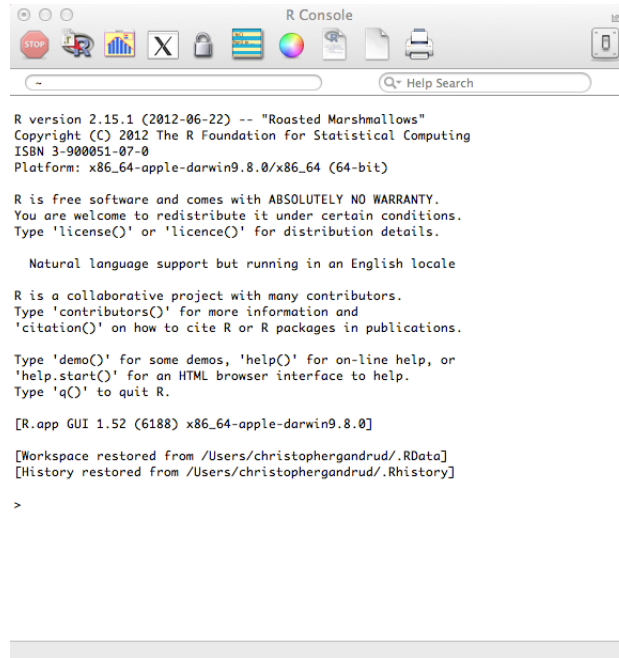 R Console
STOP
~
Help Search
R version 2.15.1 (2012-06-22) -- "Roasted Marshmallows"
Copyright (C) 2012 The R Foundation for Statistical Computing
ISBN 3-900051-07-0
Platform: x86_64-apple-darwin9.8.0/x86_64 (64-bit)
R is free software and comes with ABSOLUTELY NO WARRANTY.
You are welcome to redistribute it under certain conditions.
Type 'license()' or 'licence()' for distribution details.
Natural language support but running in an English locale
R is a collaborative project with many contributors.
Type 'contributors()' for more information and
'citation()' on how to cite R or R packages in publications.
Type 'demo()' for some demos, 'help()' for on-line help, or
'help.start()' for an HTML browser interface to help.
Type 'q()' to quit R.
[R.app GUI 1.52 (6188) x86_64-apple-darwin9.8.0]
[Workspace restored from /Users/christophergandrud/.RData]
[History restored from /Users/christophergandrud/.Rhistory]
>